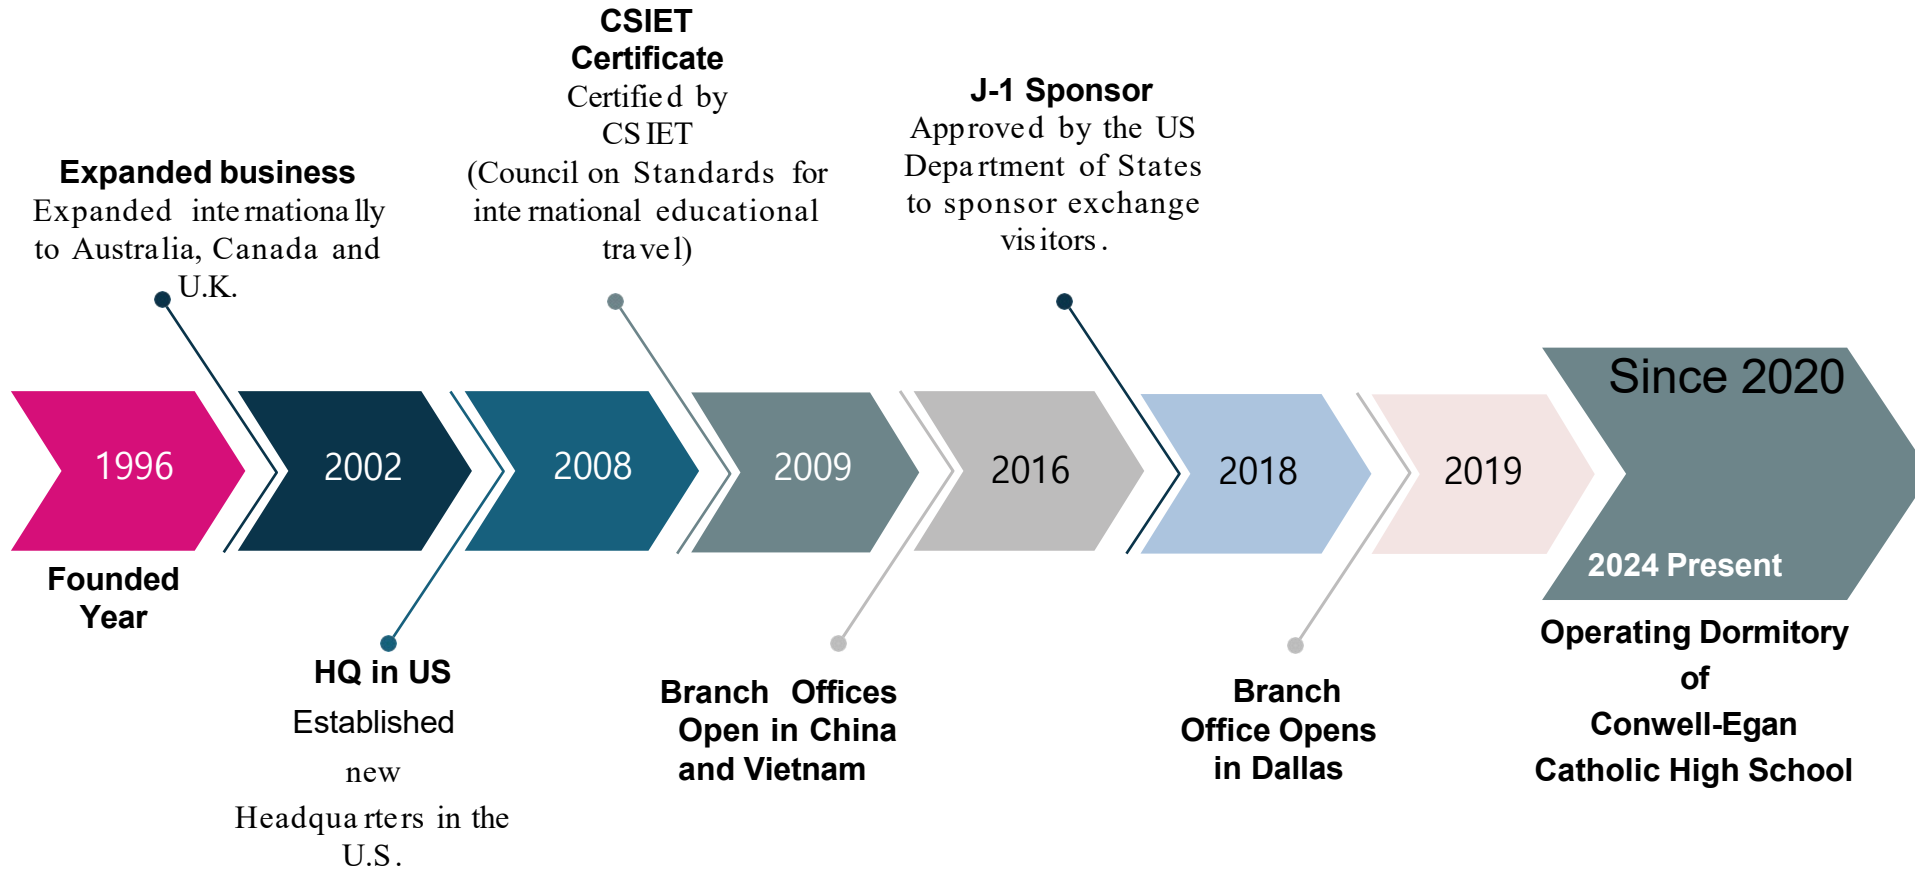 CSIET
Certificate
Certified by
CSIET
(Council on Standards for
international educational
travel)
J-1 Sponsor
Approved by the US
Department of States
to sponsor exchange
visitors.
Expanded business
Expanded internationally
to Australia, Canada and
U.K.
1996
2002
2008
2009
2016
2018
2019
Since 2020
2024 Present
Founded
Year
HQ in US
Established
new
Headquarters in the
U.S.
Branch Offices
Open in China
and Vietnam
Branch
Office Opens
in Dallas
Operating Dormitory
of
Conwell-Egan
Catholic High School